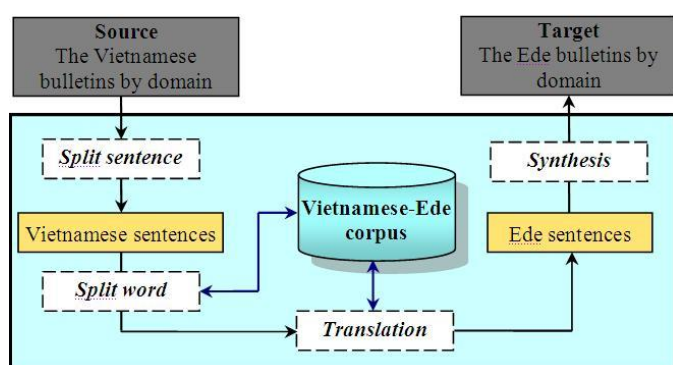 Source
The Vietnamese
bulletins by domain
Target
The Ede bulletins by
domain
Split sentence
Synthesis
Vietnamese-Ede
corpus
Vietnamese sentences
Ede sentences
Split word
Translation